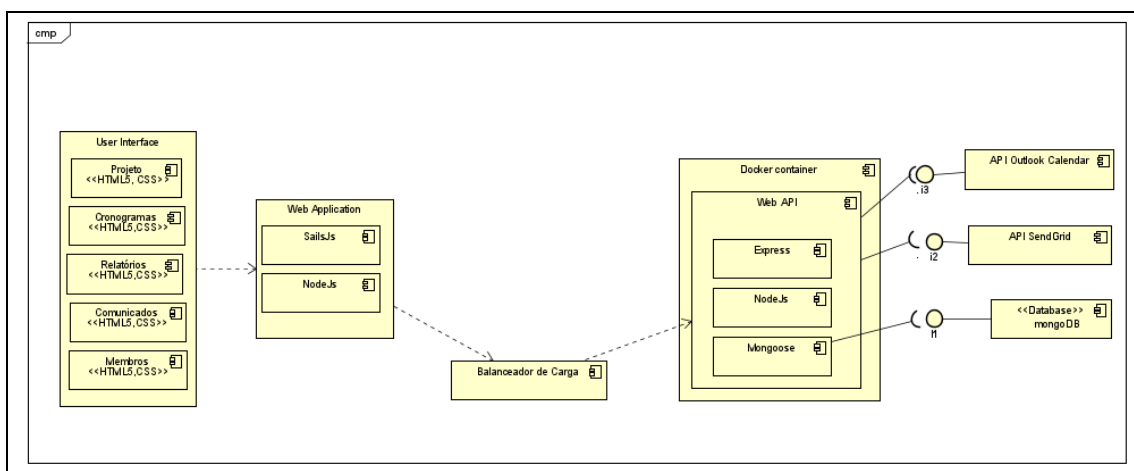 cmp
User Interface
Projeto
<<HTML5, CSS>>
Cronogramas
<<HTML5,CSS>>
Relatórios
<<HTML5,CSS>>
Comunicados
<<HTML5,CSS>>
Membros
<<HTML5,CSS>>
Web Application
SailsJs
NodeJs
Balanceador de Carga
Docker container
Web API
Express
NodeJs
Mongoose
. i3
API Outlook Calendar
. i2
API SendGrid
<<Database>>
mongoDB